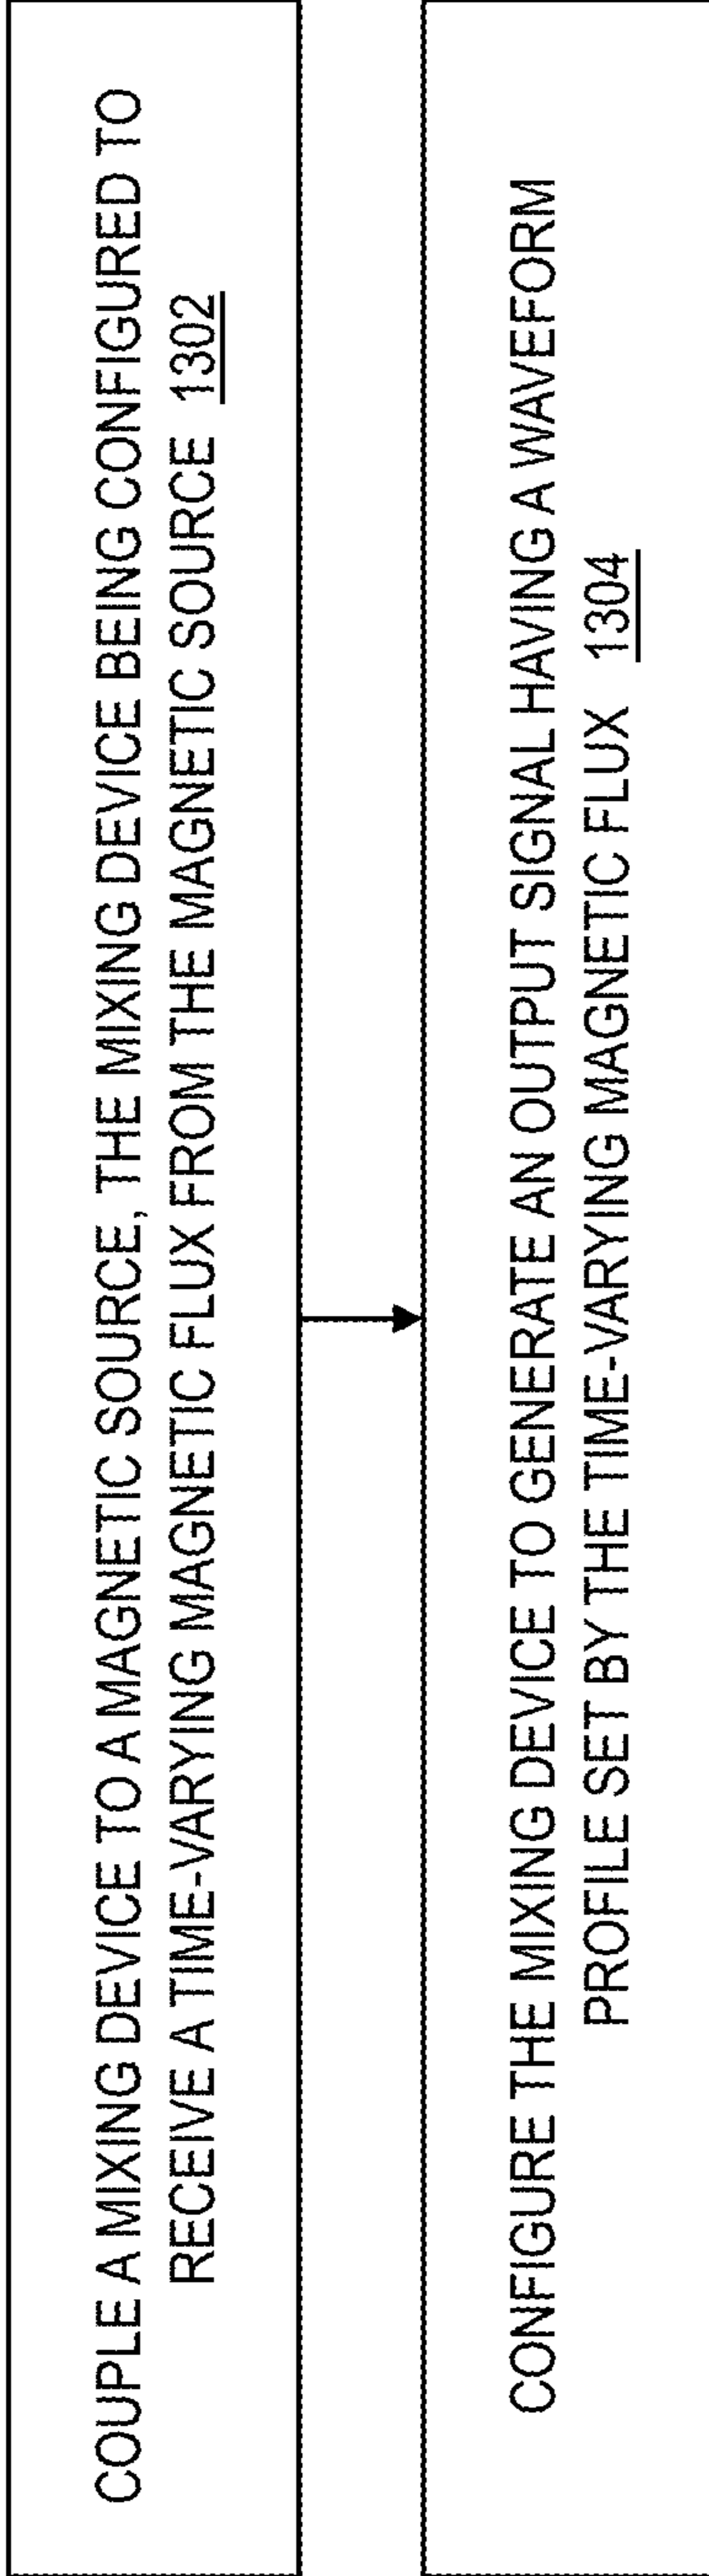 COUPLE A MIXING DEVICE TO A MAGNETIC SOURCE, THE MIXING DEVICE BEING CONFIGURED TO
RECEIVE A TIME-VARYING MAGNETIC FLUX FROM THE MAGNETIC SOURCE 1302
CONFIGURE THE MIXING DEVICE TO GENERATE AN OUTPUT SIGNAL HAVING A WAVEFORM
PROFILE SET BY THE TIME-VARYING MAGNETIC FLUX 1304